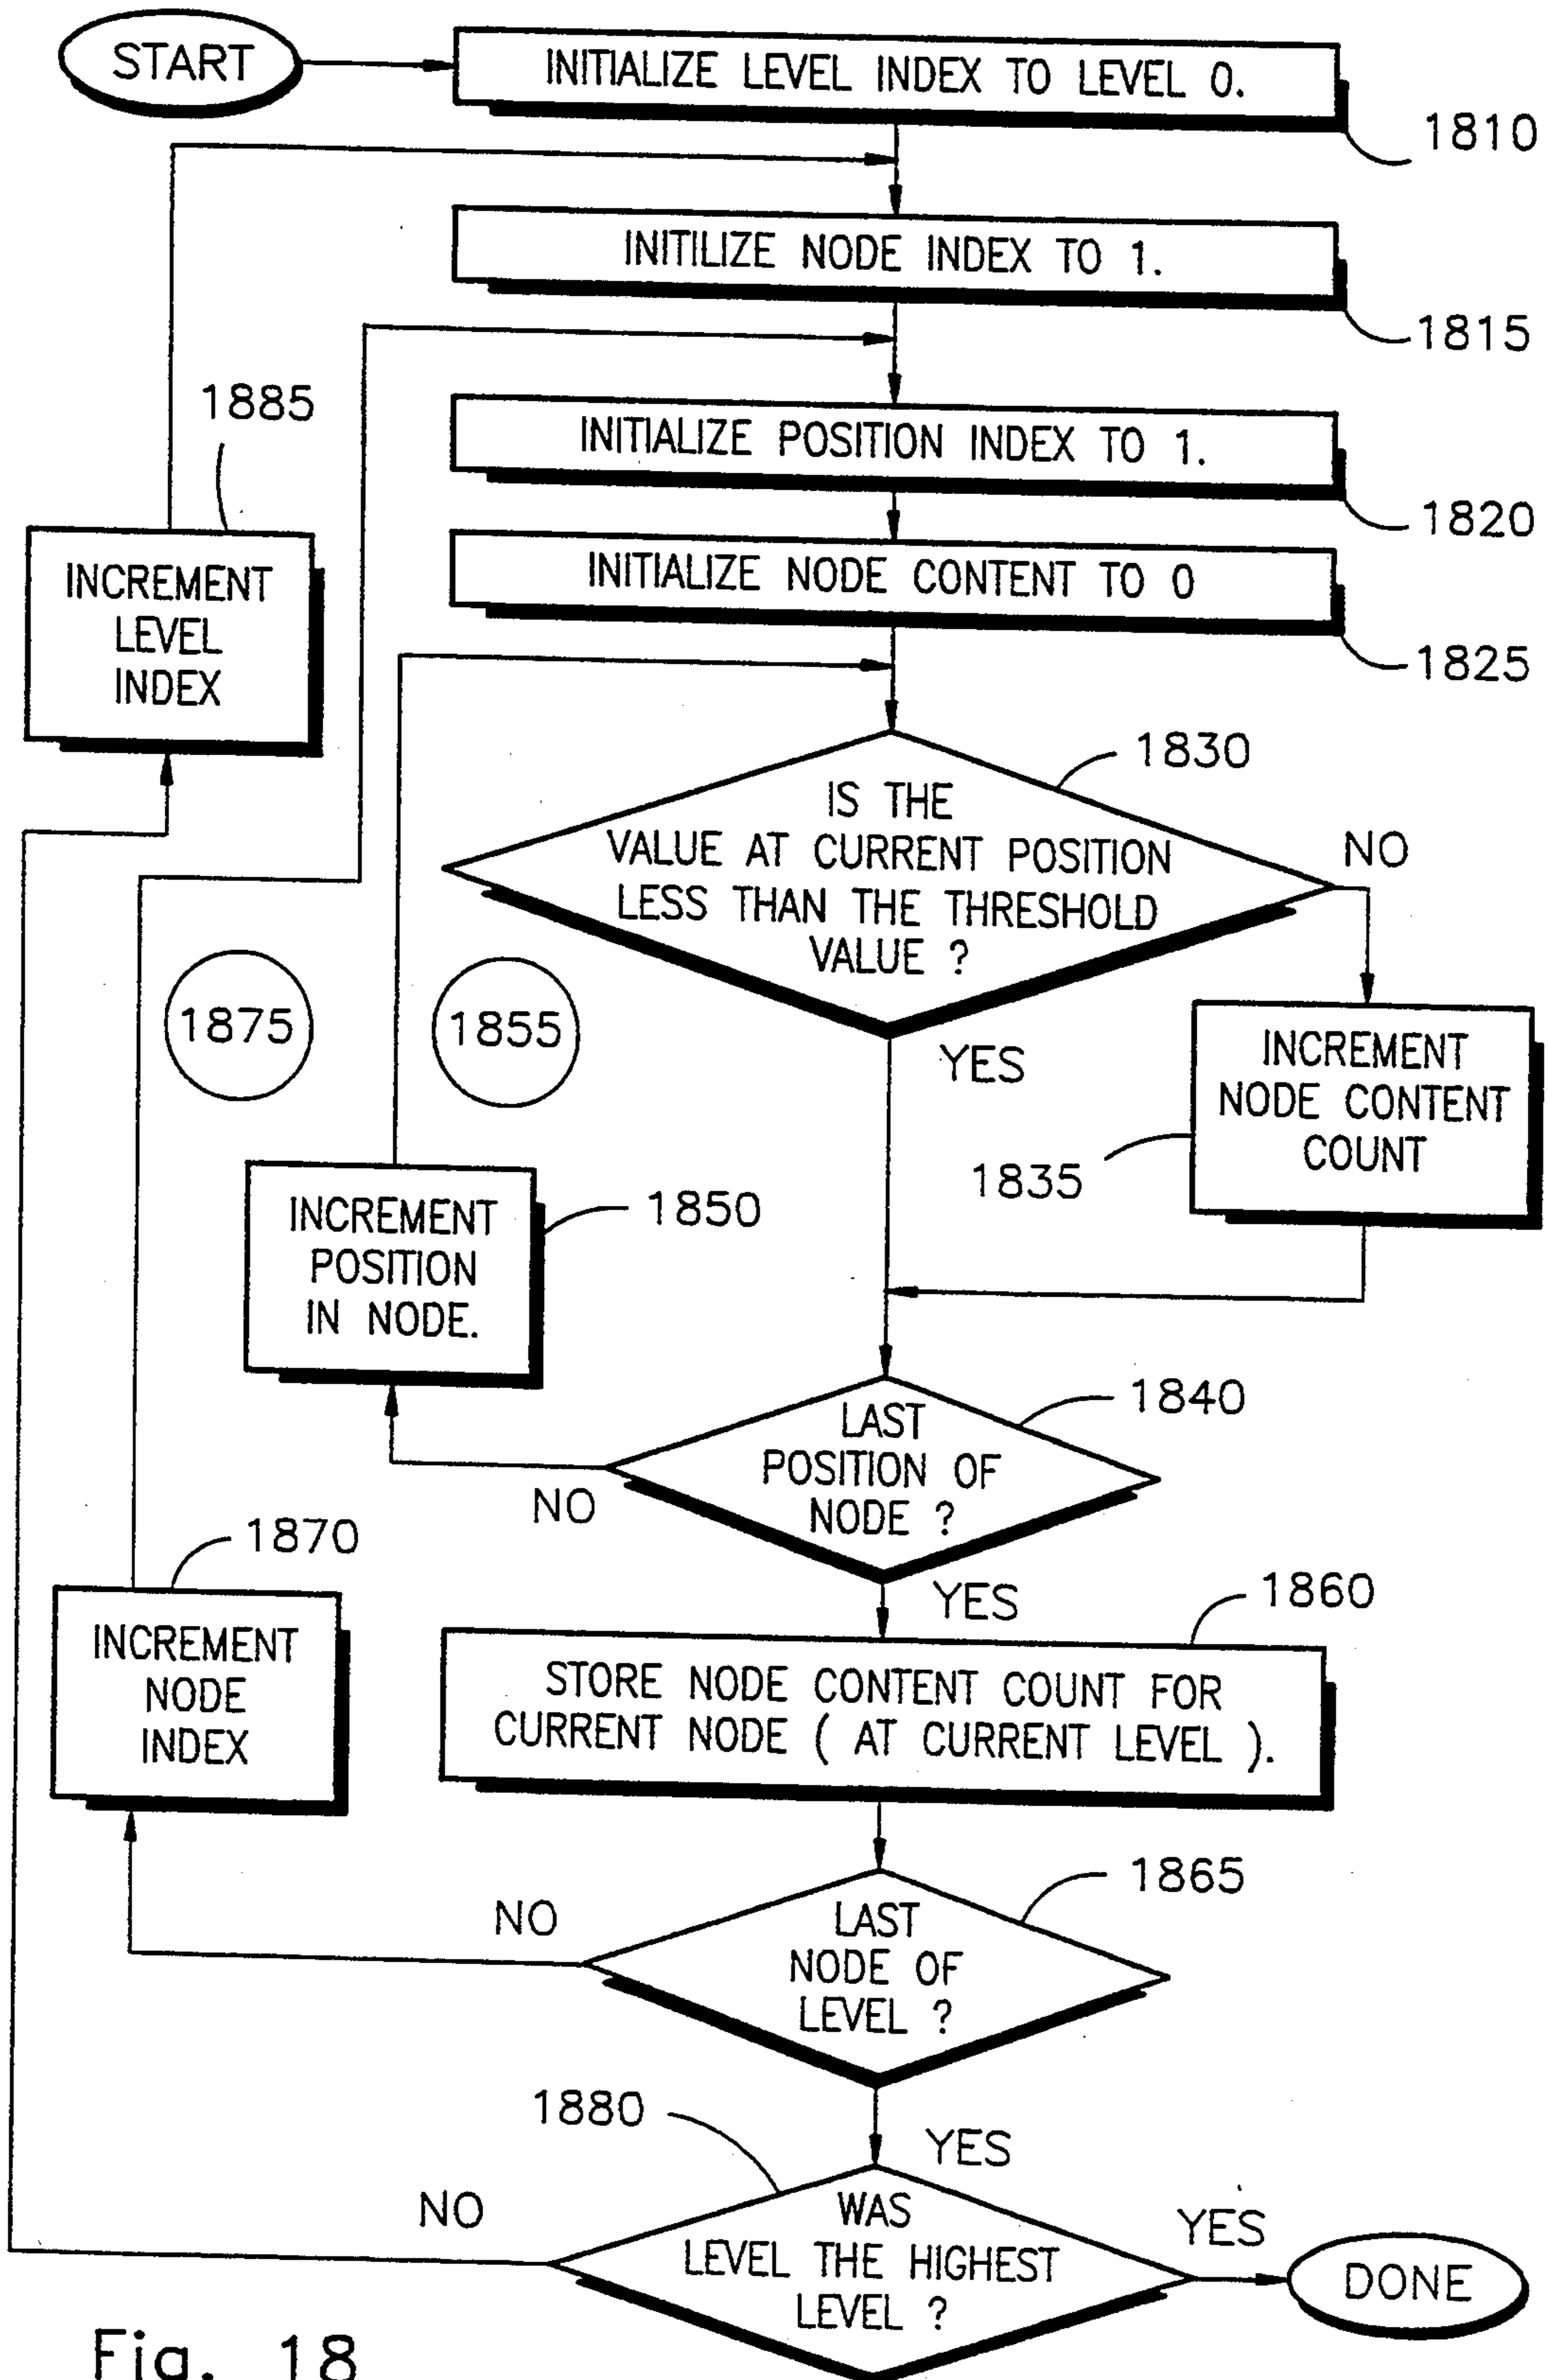 START
INITIALIZE LEVEL INDEX TO LEVEL 0.
1810
INITILIZE NODE INDEX TO 1.
1815
1885
INITIALIZE POSITION INDEX TO 1.
1820
INCREMENT
LEVEL
INDEX
INITIALIZE NODE CONTENT TO 0
1825
1830
IS THE
VALUE AT CURRENT POSITION
LESS THAN THE THRESHOLD
VALUE ?
NO
YES
1875
1855
INCREMENT
NODE CONTENT
COUNT
1835
INCREMENT
POSITION
IN NODE.
1850
1840
LAST
POSITION OF
NODE ?
NO
YES
1870
INCREMENT
NODE
INDEX
1860
STORE NODE CONTENT COUNT FOR
CURRENT NODE ( AT CURRENT LEVEL ).
1865
LAST
NODE OF
LEVEL ?
NO
YES
1880
WAS
LEVEL THE HIGHEST
LEVEL ?
NO
YES
DONE
Fig. 18